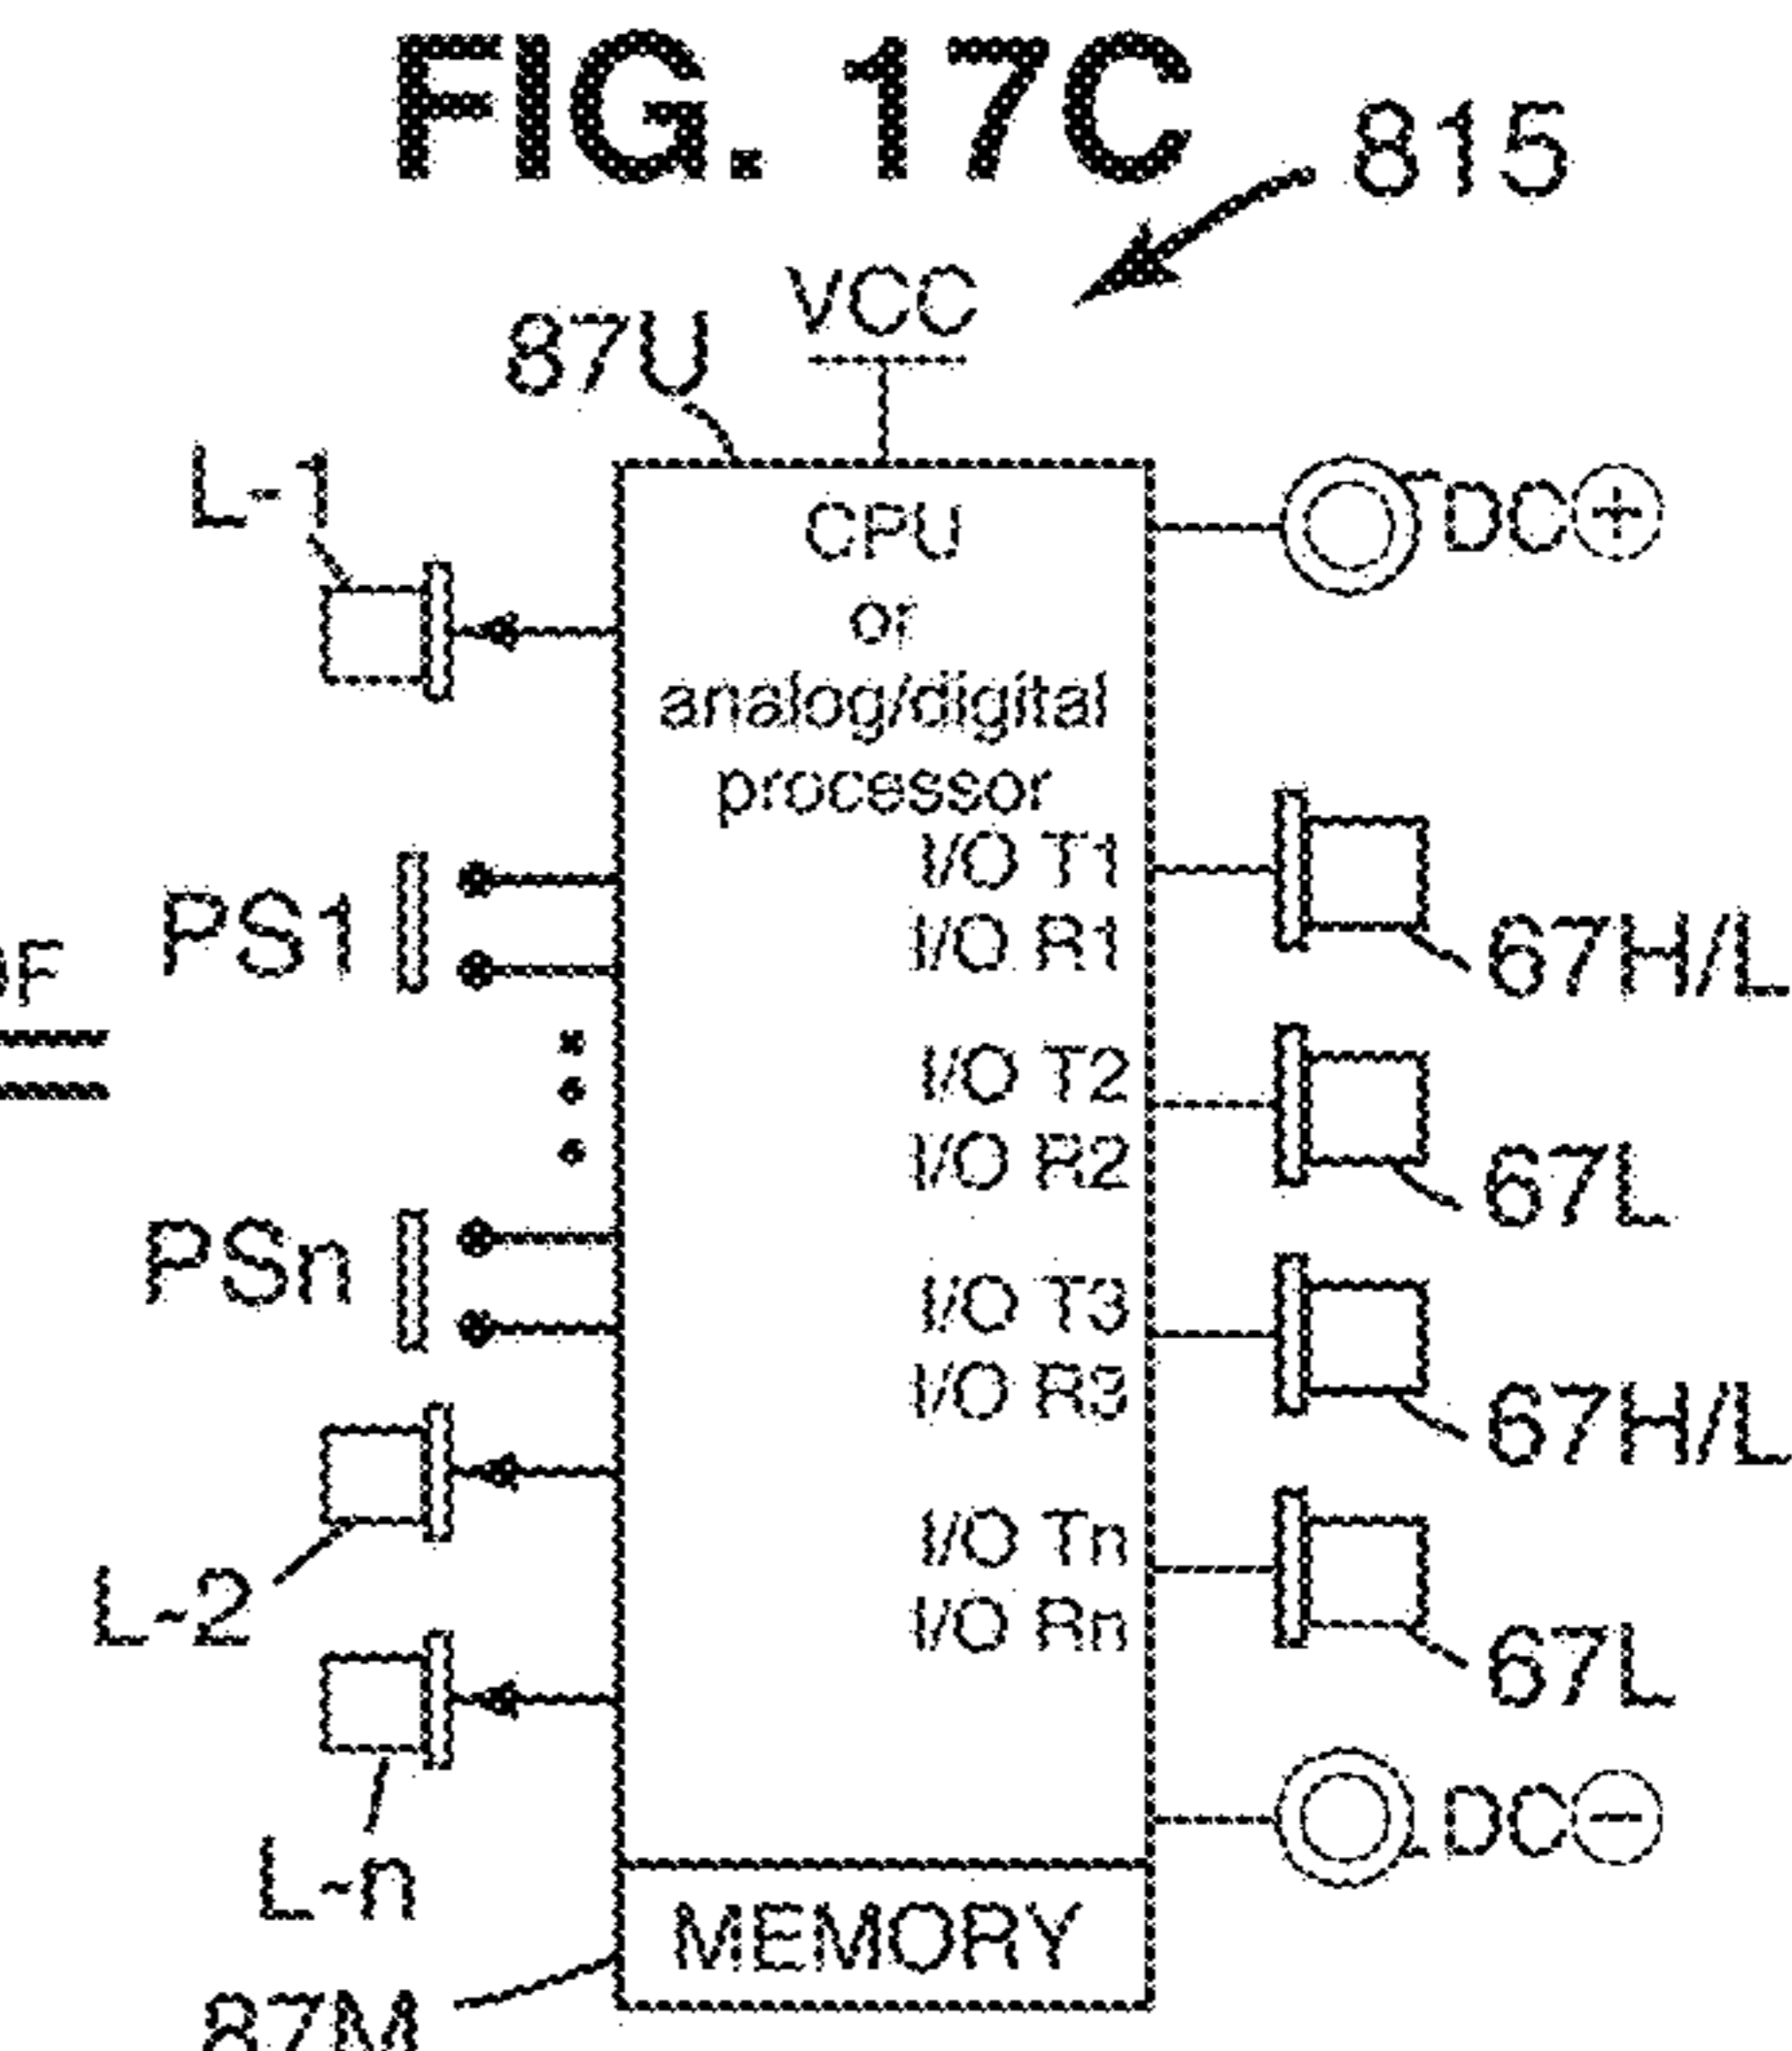 FIG. 17C
815
VCC
87U
L-1
CPU
or
analog/digital
processor
DC+
I/O T1
I/O R1
67H/L
PS1
I/O T2
I/O R2
67L
PSn
I/O T3
I/O R3
67H/L
L-2
I/O Tn
I/O Rn
67L
L-n
DC−
MEMORY
87M